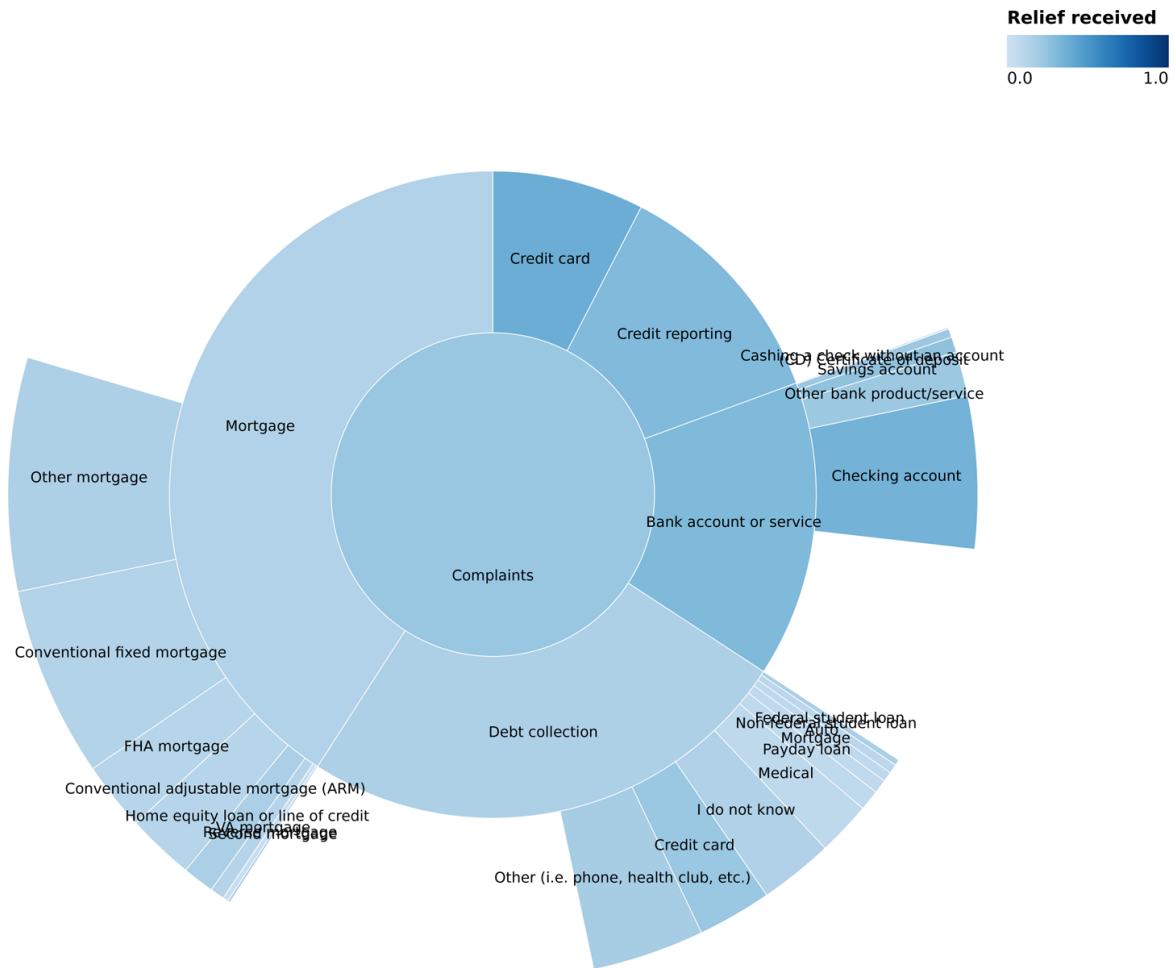 Relief received
0.0 1.0
Credit card
Credit reporting
Cashing a check without an account
(CD) Certificate of deposit
Savings account
Other bank product/service
Mortgage
Other mortgage
Checking account
Bank account or service
Complaints
Conventional fixed mortgage
Federal student loan
Non-federal student loan
Auto
Debt collection
Mortgage
FHA mortgage
Payday loan
Medical
Conventional adjustable mortgage (ARM)
I do not know
Home equity loan or line of credit
VA mortgage
Reverse mortgage
Second mortgage
Credit card
Other (i.e. phone, health club, etc.)